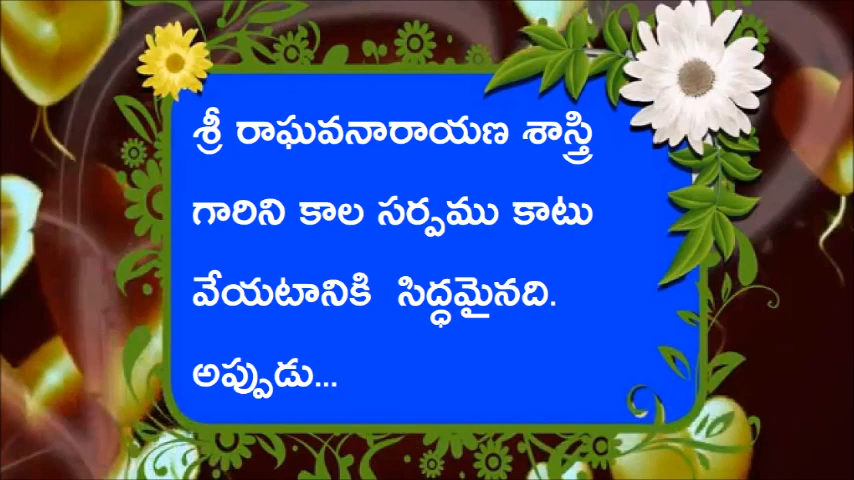 శ్రీ రాఘవనారాయణ శాస్త్రి
గారిని కాల సర్పము కాటు
వేయటానికి సిద్ధమైనది.
అప్పుడు...